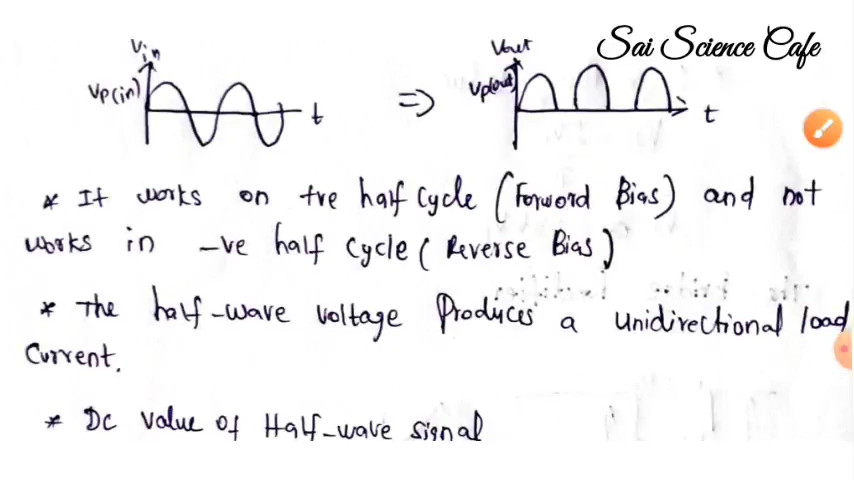 Sai Science Cafe
Vin
Vp(in)
t
⇒
Vout
Vp(out)
t
* It works on +ve half cycle (Forword Bias) and not
works in -ve half cycle (Reverse Bias)
* The half-wave voltage Produces a unidirectional load
Current.
* DC value of Half-wave signal